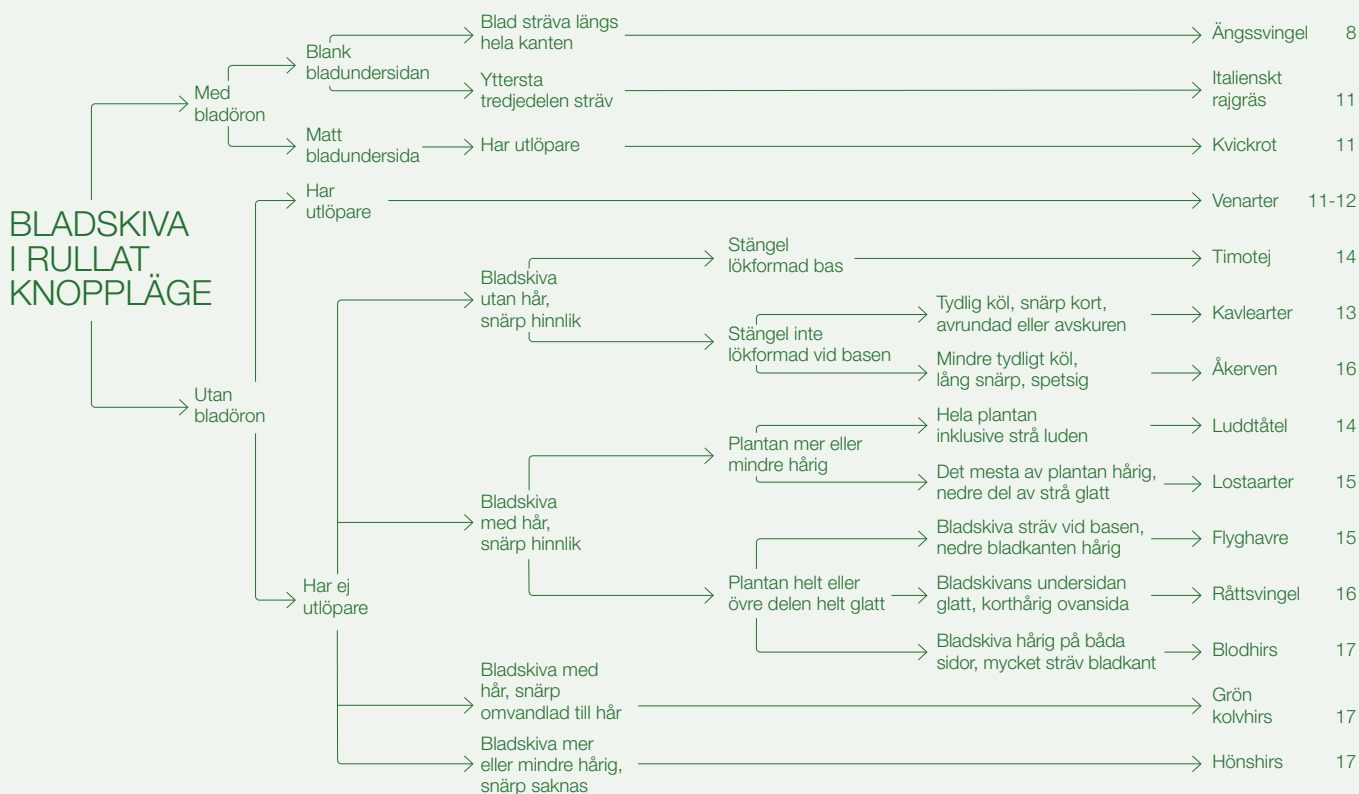 BLADSKIVA
I RULLAT
KNOPPLÄGE
Med
bladöron
Blank
bladundersidan
Blad sträva längs
hela kanten
Ängssvingel 8
Yttersta
tredjedelen sträv
Italienskt
rajgräs 11
Matt
bladundersida
Har utlöpare
Kvickrot 11
Utan
bladöron
Har
utlöpare
Venarter 11-12
Har ej
utlöpare
Bladskiva
utan hår,
snärp hinnlik
Stängel
lökformad bas
Timotej 14
Stängel inte
lökformad vid basen
Tydlig köl, snärp kort,
avrundad eller avskuren
Kavlearter 13
Mindre tydligt köl,
lång snärp, spetsig
Åkerven 16
Bladskiva
med hår,
snärp hinnlik
Plantan mer eller
mindre hårig
Hela plantan
inklusive strå luden
Luddtåtel 14
Det mesta av plantan hårig,
nedre del av strå glatt
Lostaarter 15
Plantan helt eller
övre delen helt glatt
Bladskiva sträv vid basen,
nedre bladkanten hårig
Flyghavre 15
Bladskivans undersidan
glatt, korthårig ovansida
Råttsvingel 16
Bladskiva hårig på båda
sidor, mycket sträv bladkant
Blodhirs 17
Bladskiva med
hår, snärp
omvandlad till hår
Grön
kolvhirs 17
Bladskiva mer
eller mindre hårig,
snärp saknas
Hönshirs 17